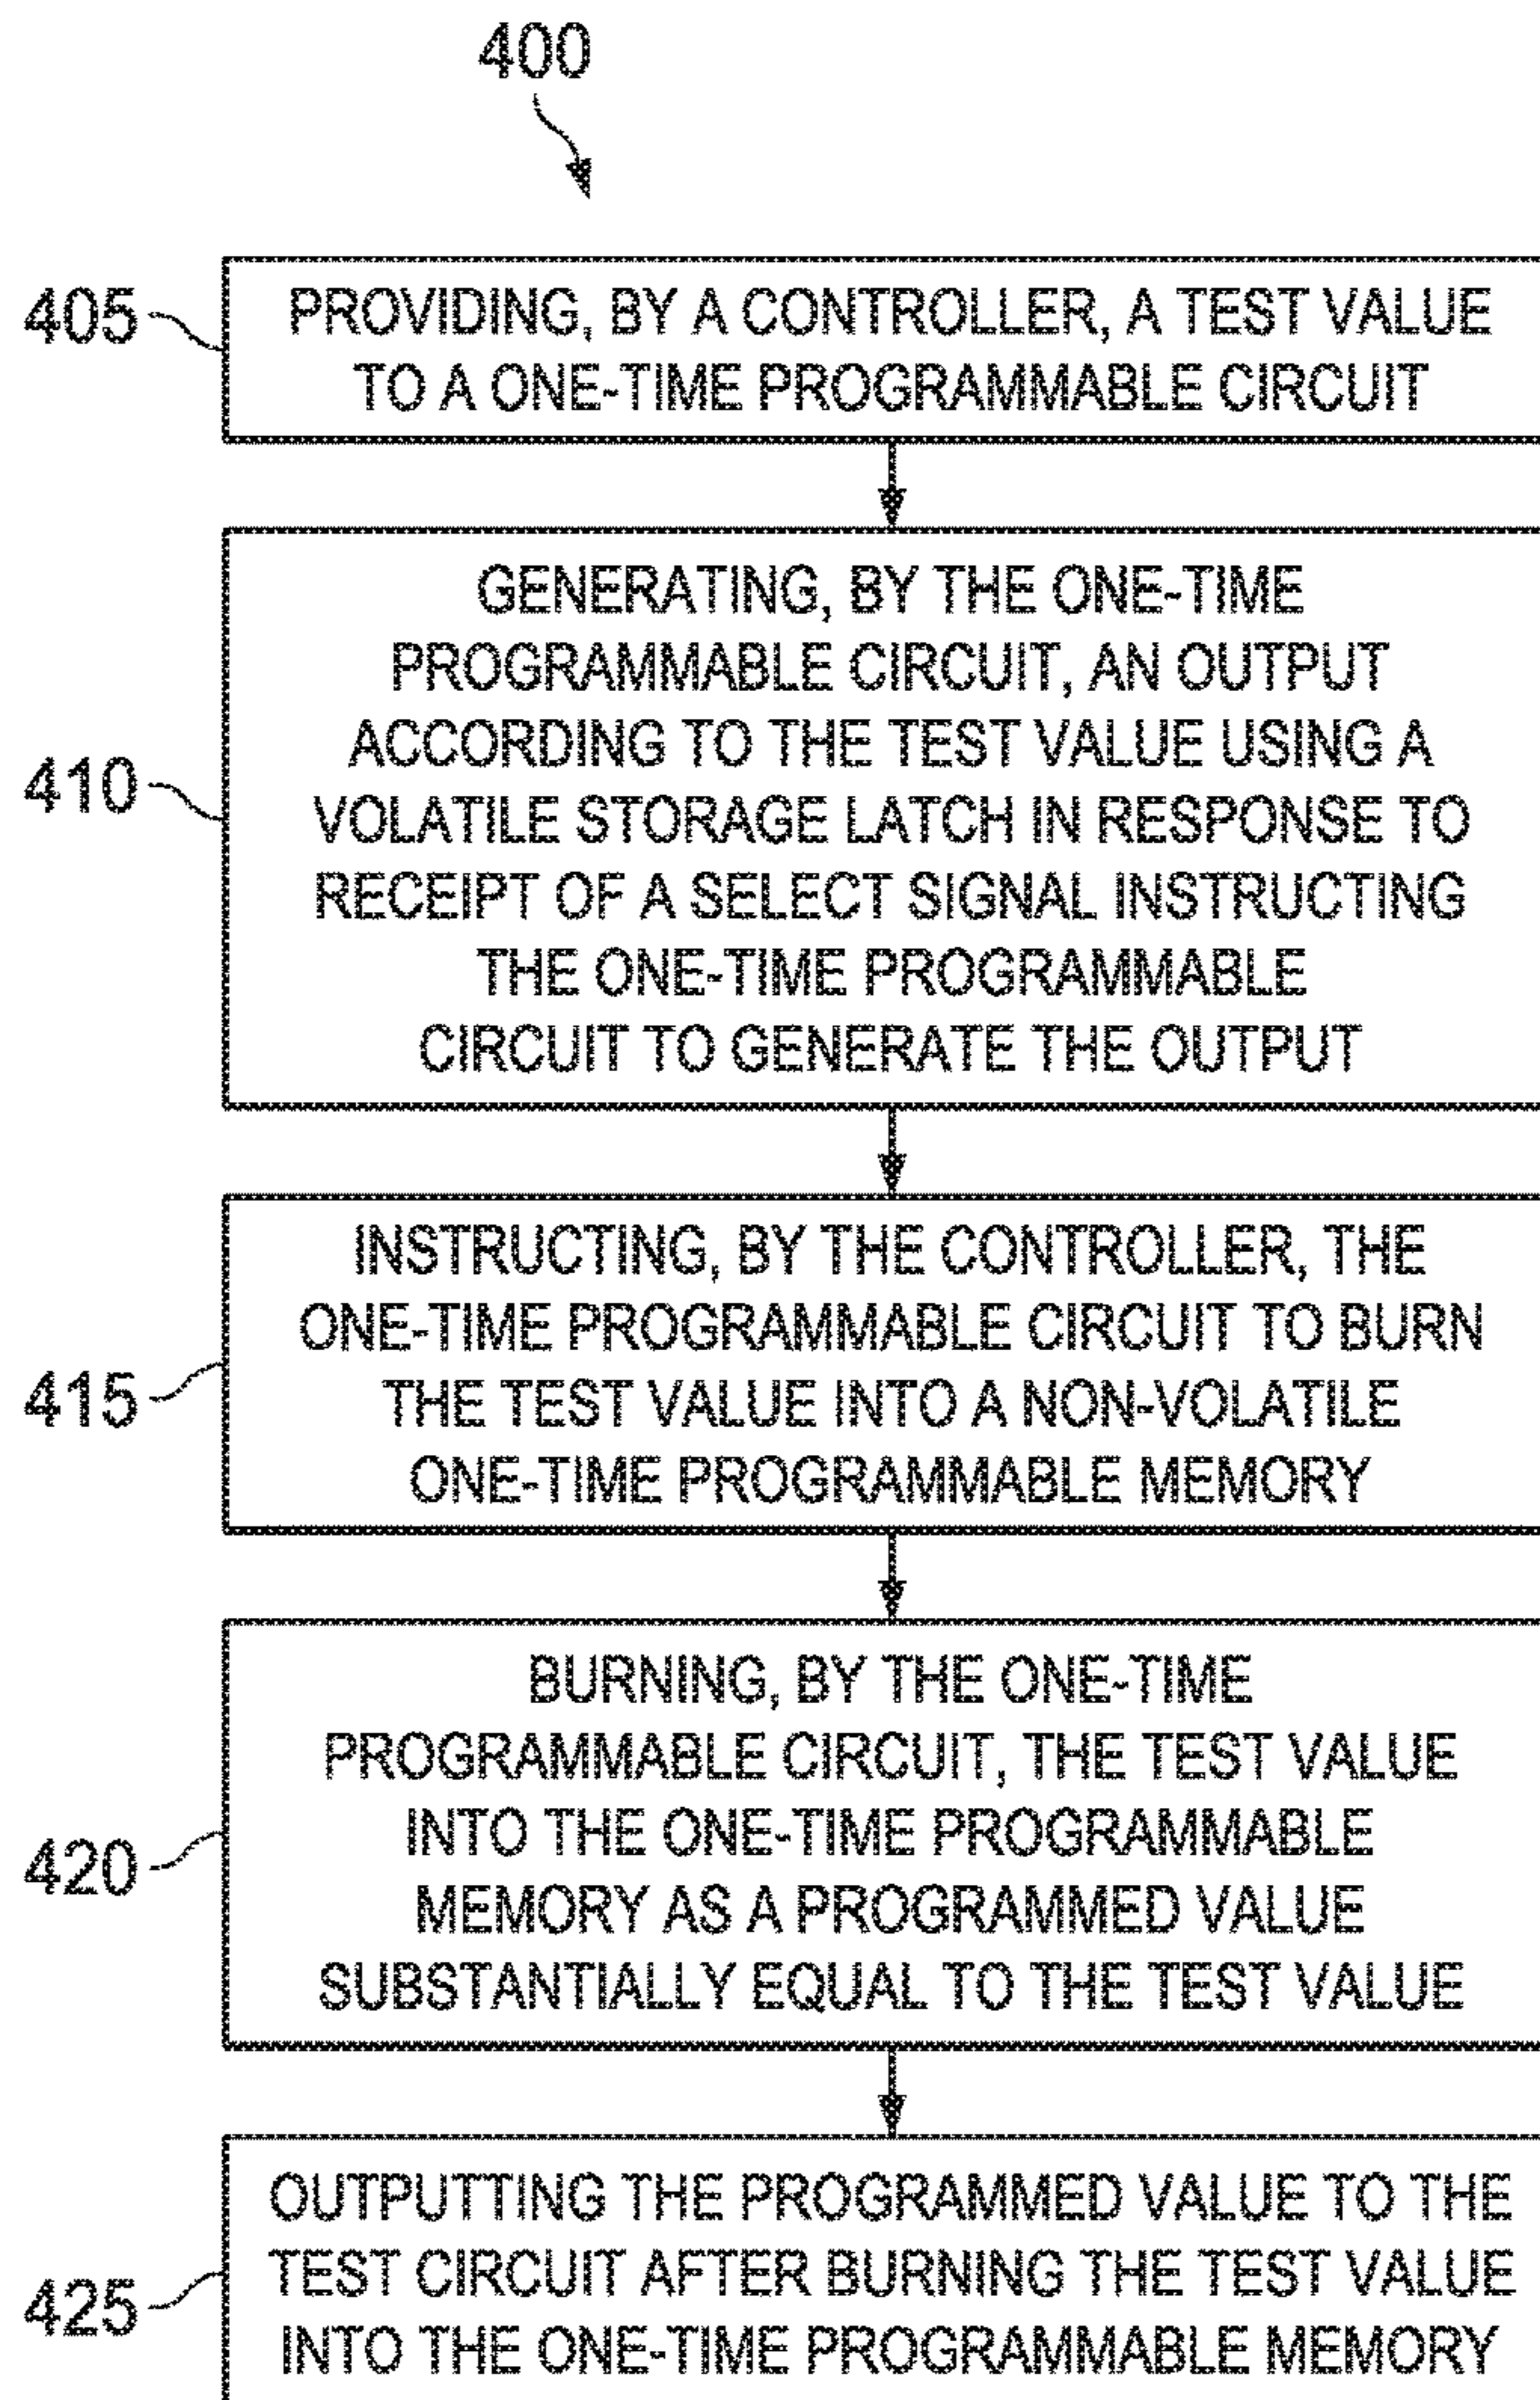 400
405
PROVIDING, BY A CONTROLLER, A TEST VALUE
TO A ONE-TIME PROGRAMMABLE CIRCUIT
410
GENERATING, BY THE ONE-TIME
PROGRAMMABLE CIRCUIT, AN OUTPUT
ACCORDING TO THE TEST VALUE USING A
VOLATILE STORAGE LATCH IN RESPONSE TO
RECEIPT OF A SELECT SIGNAL INSTRUCTING
THE ONE-TIME PROGRAMMABLE
CIRCUIT TO GENERATE THE OUTPUT
415
INSTRUCTING, BY THE CONTROLLER, THE
ONE-TIME PROGRAMMABLE CIRCUIT TO BURN
THE TEST VALUE INTO A NON-VOLATILE
ONE-TIME PROGRAMMABLE MEMORY
420
BURNING, BY THE ONE-TIME
PROGRAMMABLE CIRCUIT, THE TEST VALUE
INTO THE ONE-TIME PROGRAMMABLE
MEMORY AS A PROGRAMMED VALUE
SUBSTANTIALLY EQUAL TO THE TEST VALUE
425
OUTPUTTING THE PROGRAMMED VALUE TO THE
TEST CIRCUIT AFTER BURNING THE TEST VALUE
INTO THE ONE-TIME PROGRAMMABLE MEMORY